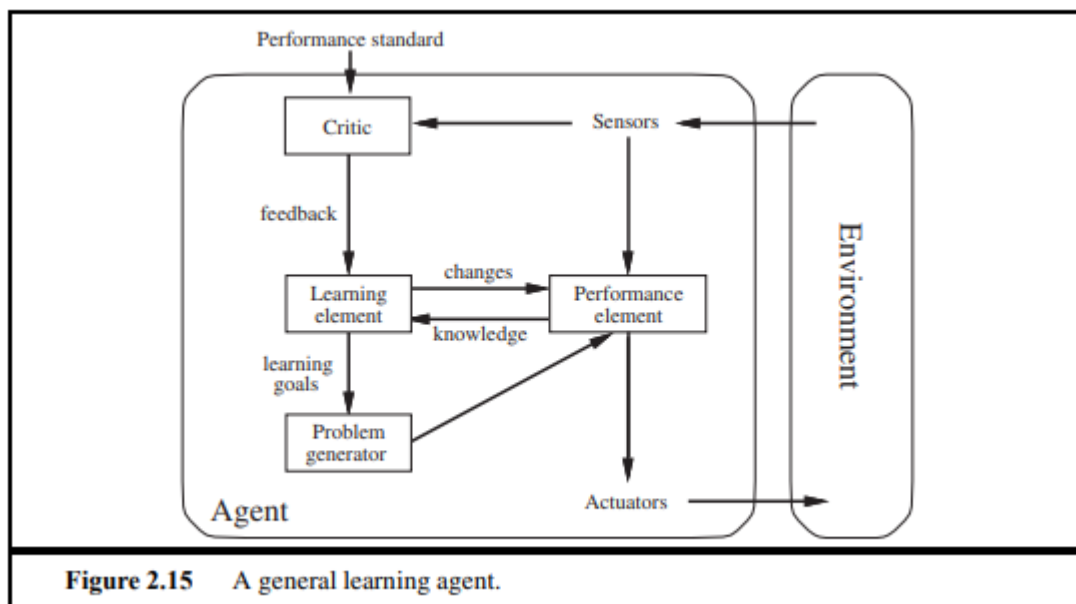 Performance standard
Critic
Sensors
feedback
changes
Learning
element
Performance
element
knowledge
learning
goals
Problem
generator
Agent
Actuators
Environment
Figure 2.15 A general learning agent.